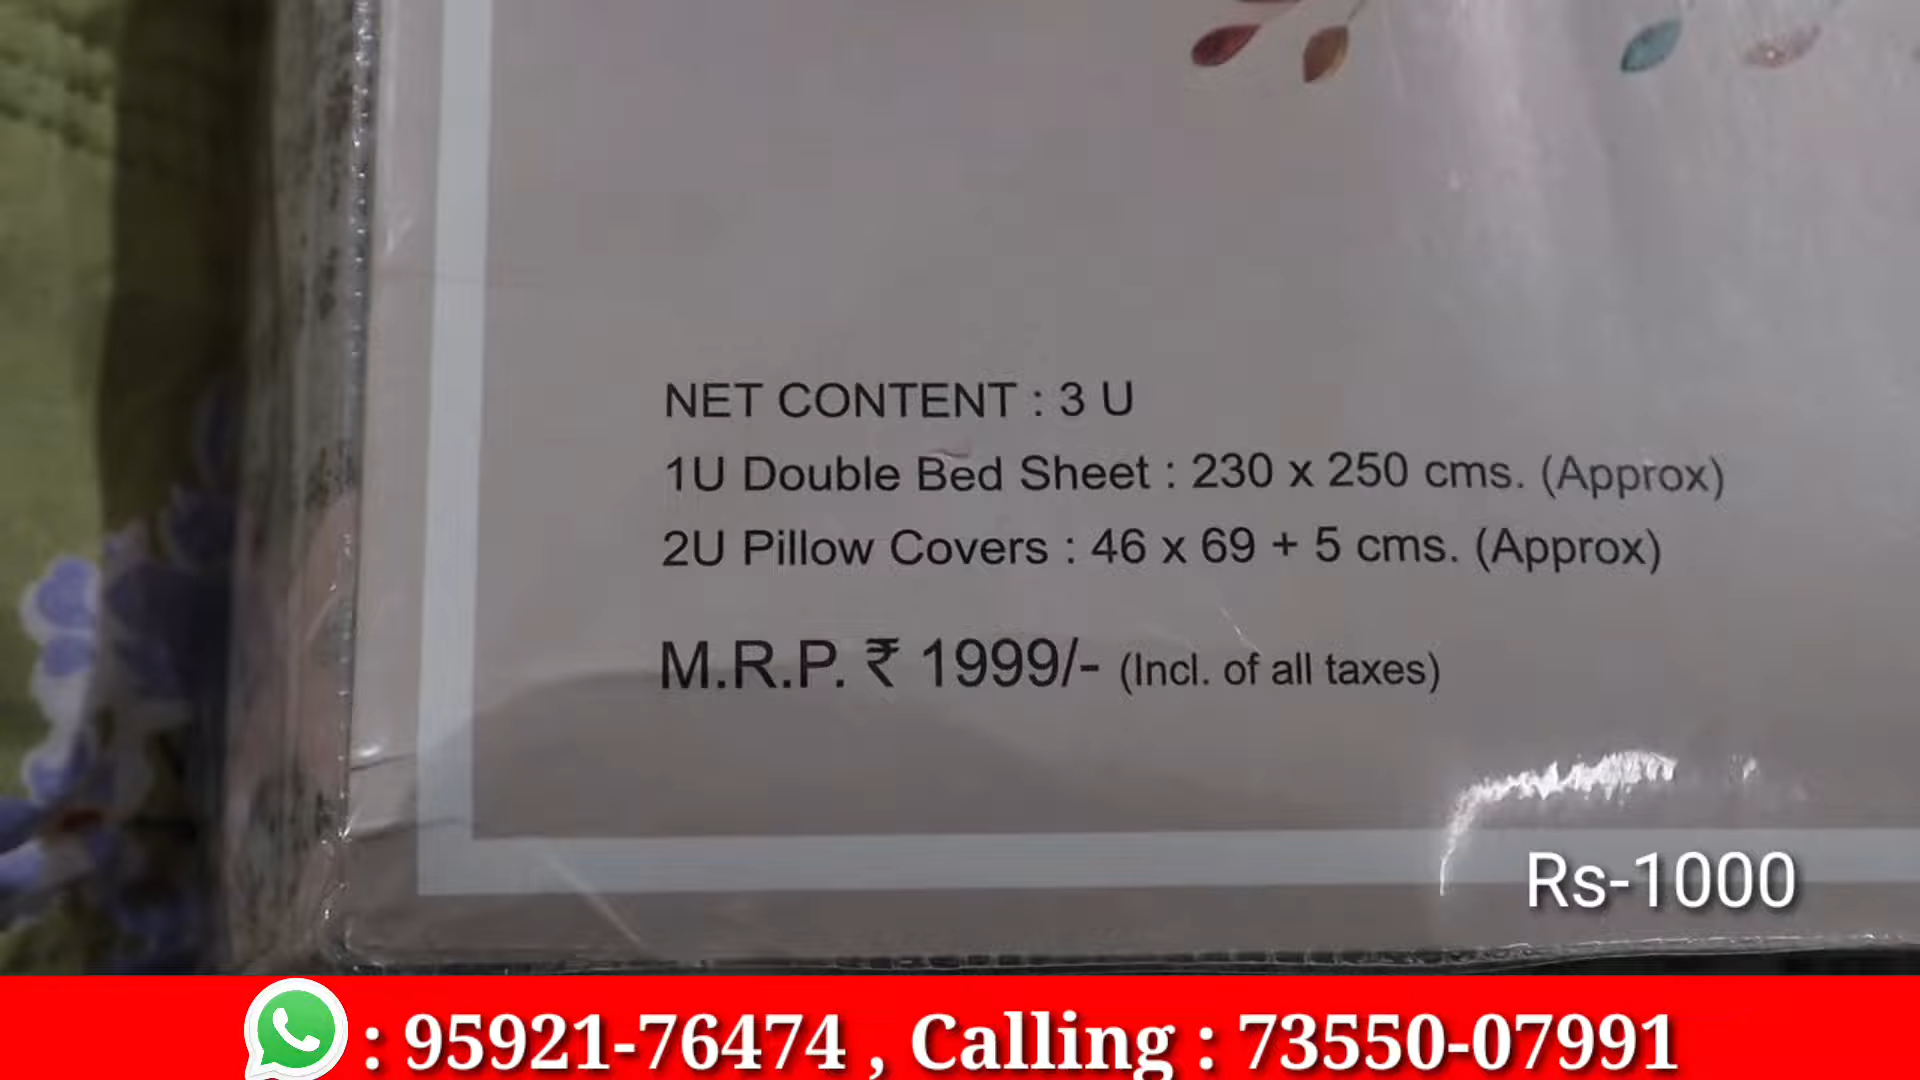 NET CONTENT : 3 U
1U Double Bed Sheet : 230 x 250 cms. (Approx)
2U Pillow Covers : 46 x 69 + 5 cms. (Approx)
M.R.P. ₹ 1999/- (Incl. of all taxes)
Rs-1000
: 95921-76474 , Calling : 73550-07991